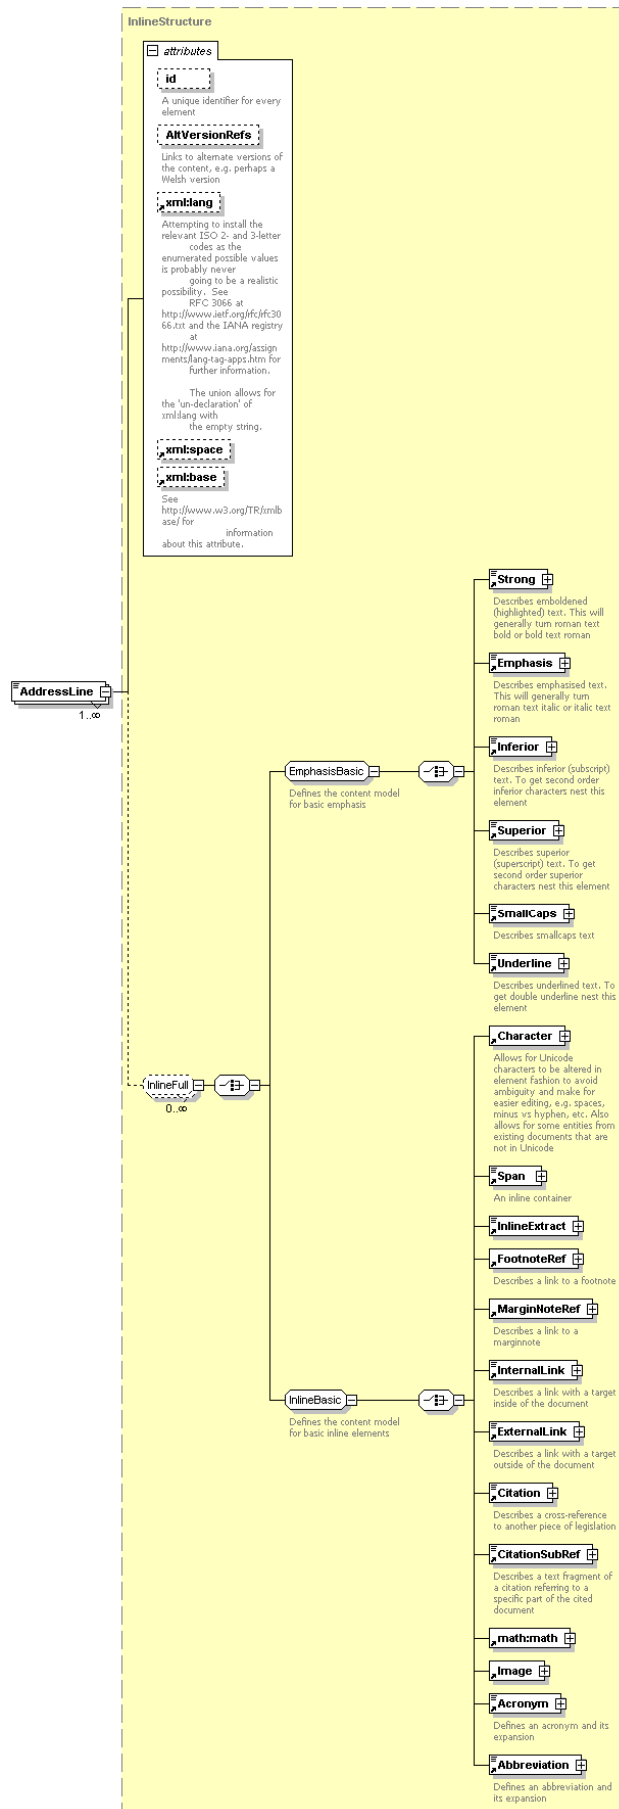 InlineStructure
attributes
id
A unique identifier for every
element
AltVersionRefs
Links to alternate versions of
the content, e.g. perhaps a
Welsh version
xml:lang
Attempting to install the
relevant ISO 2- and 3-letter
codes as the
enumerated possible values
is probably never
going to be a realistic
possibility. See
RFC 3066 at
http://www.ietf.org/rfc/rfc30
66.txt and the IANA registry
at
http://www.iana.org/assign
ments/lang-tag-apps.htm for
further information.
The union allows for
the 'un-declaration' of
xml:lang with
the empty string.
xml:space
xml:base
See
http://www.w3.org/TR/xmlb
ase/ for
information
about this attribute.
AddressLine
1..∞
InlineFull
0..∞
EmphasisBasic
Defines the content model
for basic emphasis
Strong
Describes emboldened
(highlighted) text. This will
generally turn roman text
bold or bold text roman
Emphasis
Describes emphasised text.
This will generally turn
roman text italic or italic text
roman
Inferior
Describes inferior (subscript)
text. To get second order
inferior characters nest this
element
Superior
Describes superior
(superscript) text. To get
second order superior
characters nest this element
SmallCaps
Describes smallcaps text
Underline
Describes underlined text. To
get double underline nest this
element
InlineBasic
Defines the content model
for basic inline elements
Character
Allows for Unicode
characters to be altered in
element fashion to avoid
ambiguity and make for
easier editing, e.g. spaces,
minus vs hyphen, etc. Also
allows for some entities from
existing documents that are
not in Unicode
Span
An inline container
InlineExtract
FootnoteRef
Describes a link to a footnote
MarginNoteRef
Describes a link to a
marginnote
InternalLink
Describes a link with a target
inside of the document
ExternalLink
Describes a link with a target
outside of the document
Citation
Describes a cross-reference
to another piece of legislation
CitationSubRef
Describes a text fragment of
a citation referring to a
specific part of the cited
document
math:math
Image
Acronym
Defines an acronym and its
expansion
Abbreviation
Defines an abbreviation and
its expansion